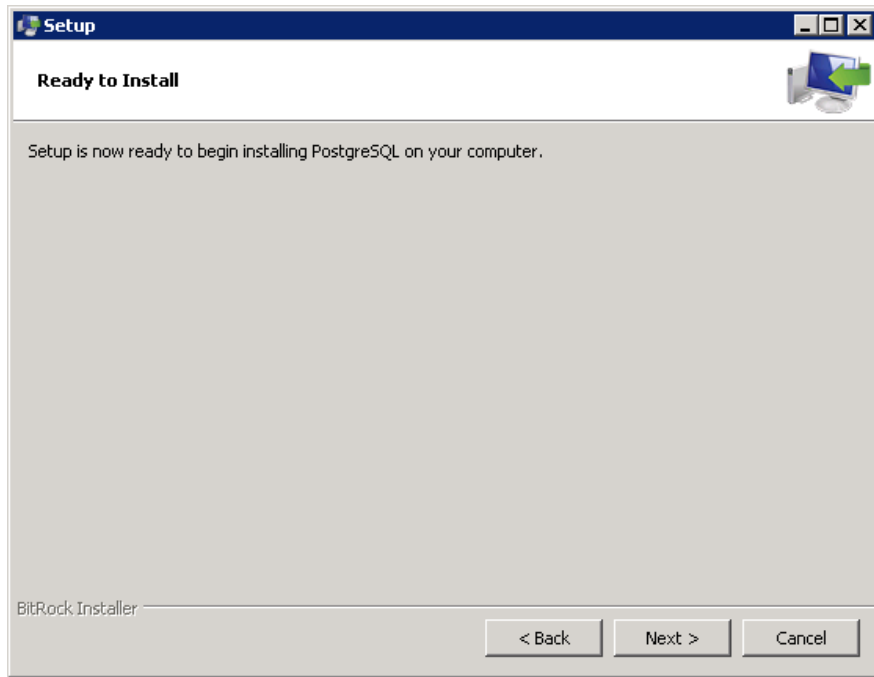 Setup
Ready to Install
Setup is now ready to begin installing PostgreSQL on your computer.
BitRock Installer
< Back
Next >
Cancel